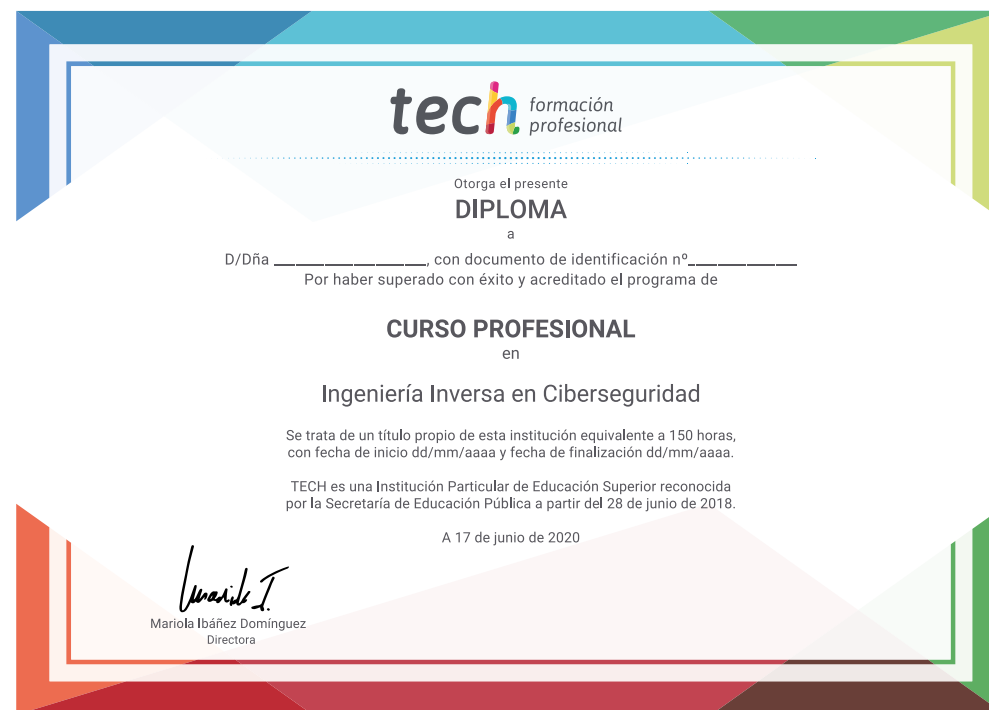 tech formación
profesional
Otorga el presente
DIPLOMA
a
D/Dña ______________, con documento de identificación nº__________
Por haber superado con éxito y acreditado el programa de
CURSO PROFESIONAL
en
Ingeniería Inversa en Ciberseguridad
Se trata de un título propio de esta institución equivalente a 150 horas,
con fecha de inicio dd/mm/aaaa y fecha de finalización dd/mm/aaaa.
TECH es una Institución Particular de Educación Superior reconocida
por la Secretaría de Educación Pública a partir del 28 de junio de 2018.
A 17 de junio de 2020
Mariola Ibáñez Domínguez
Directora